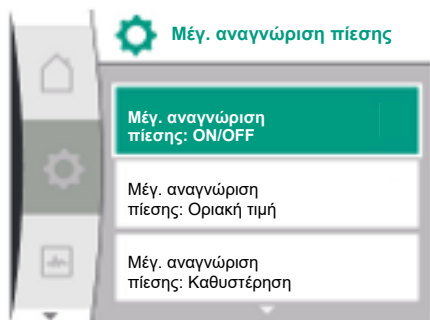 Μέγ. αναγνώριση πίεσης
Μέγ. αναγνώριση
πίεσης: ON/OFF
Μέγ. αναγνώριση
πίεσης: Οριακή τιμή
Μέγ. αναγνώριση
πίεσης: Καθυστέρηση